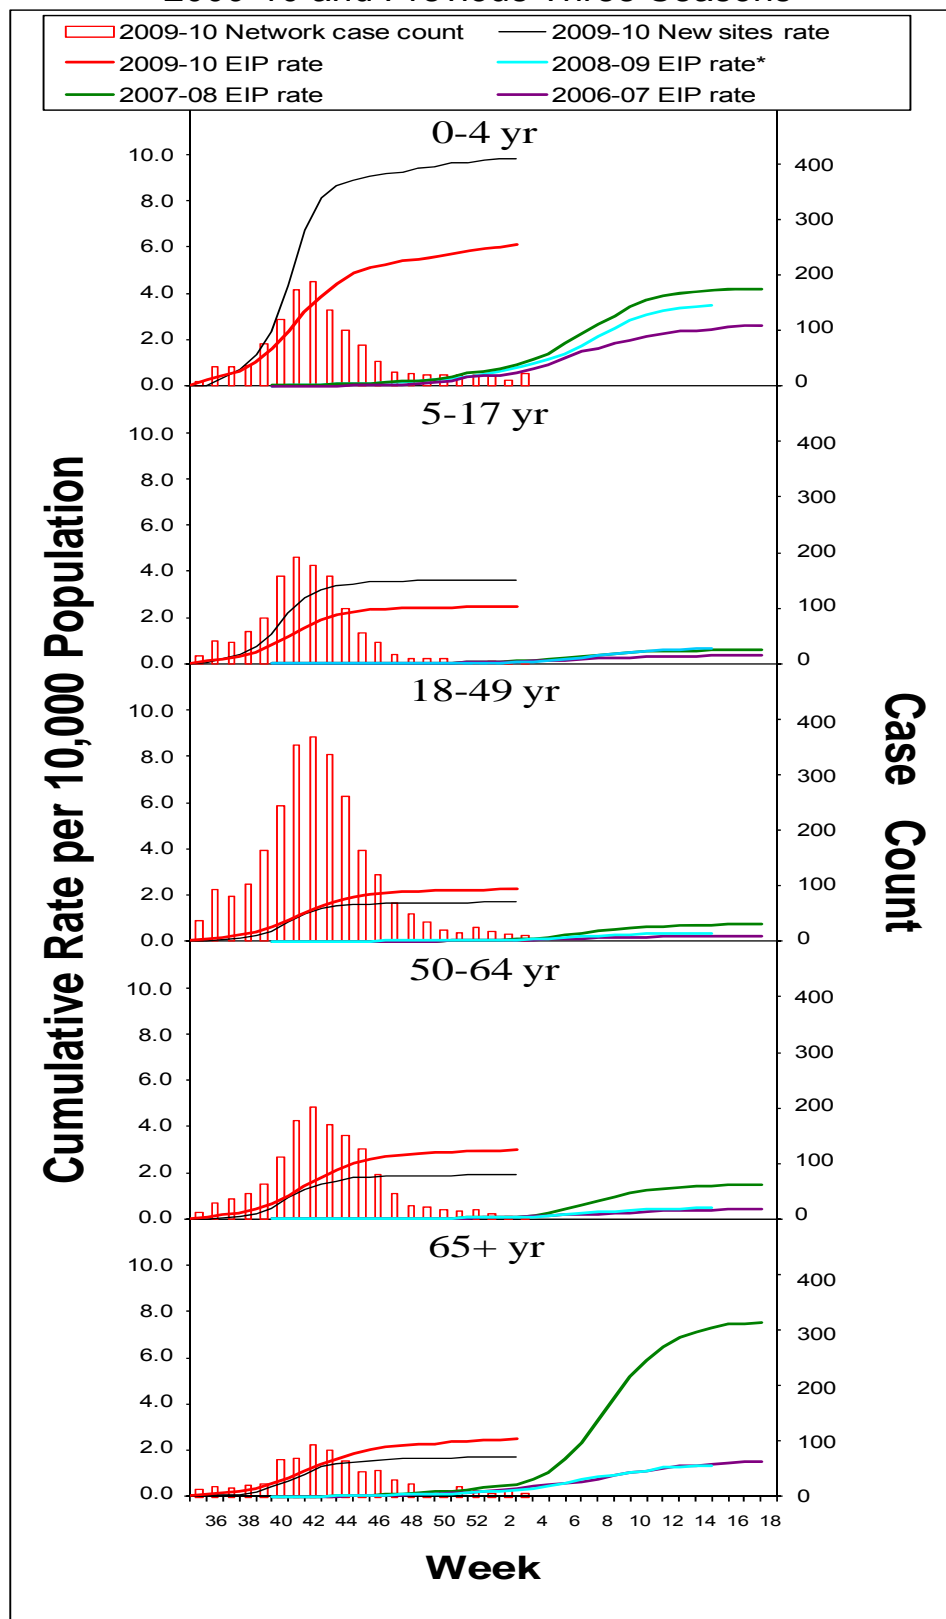 2009-10 and Previous Three Seasons
2009-10 Network case count 2009-10 New sites rate
2009-10 EIP rate 2008-09 EIP rate*
2007-08 EIP rate 2006-07 EIP rate
Cumulative Rate per 10,000 Population
Case Count
0-4 yr
10.0 400
8.0 300
6.0
4.0 200
2.0 100
0.0 0
5-17 yr
10.0 400
8.0 300
6.0
4.0 200
2.0 100
0.0 0
18-49 yr
10.0 400
8.0 300
6.0
4.0 200
2.0 100
0.0 0
50-64 yr
10.0 400
8.0 300
6.0
4.0 200
2.0 100
0.0 0
65+ yr
10.0 400
8.0 300
6.0
4.0 200
2.0 100
0.0 0
36 38 40 42 44 46 48 50 52 2 4 6 8 10 12 14 16 18
Week